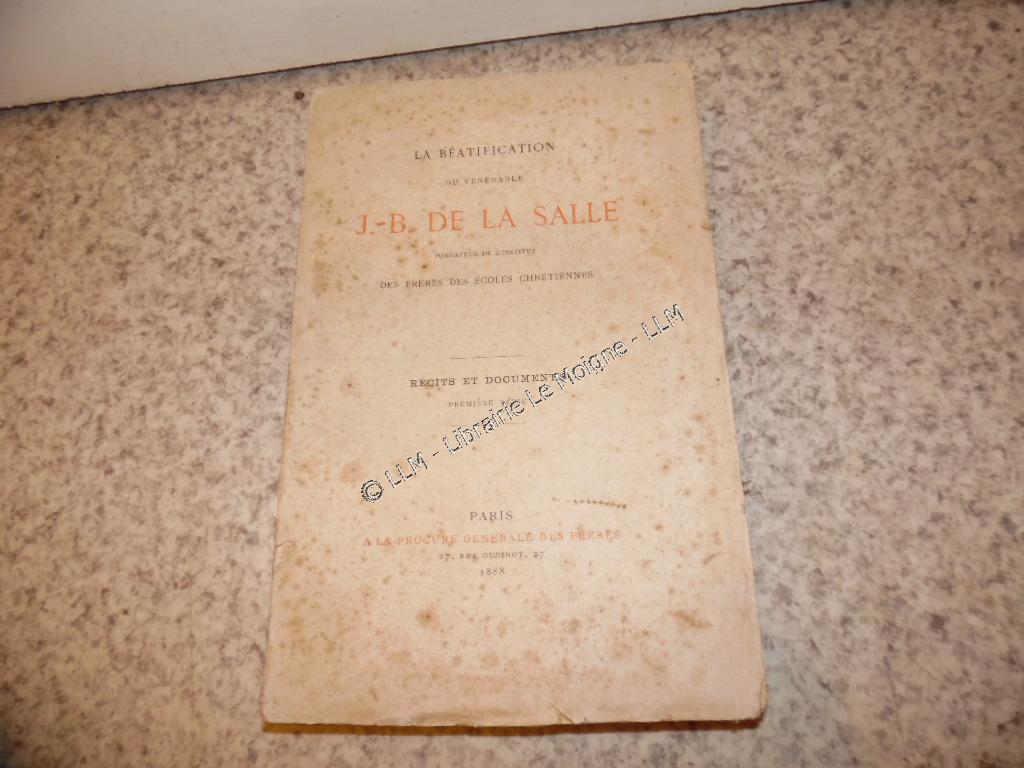 LA BÉATIFICATION
DU VÉNÉRABLE
J.-B. DE LA SALLE
FONDATEUR DE L'INSTITUT
DES FRÈRES DES ÉCOLES CHRÉTIENNES
RÉCITS ET DOCUMENTS
PREMIÈRE
© LLM - Librairie Le Moigne - LLM
PARIS
A LA PROCURE GÉNÉRALE DES FRÈRES
27, RUE OUDINOT, 27
1888